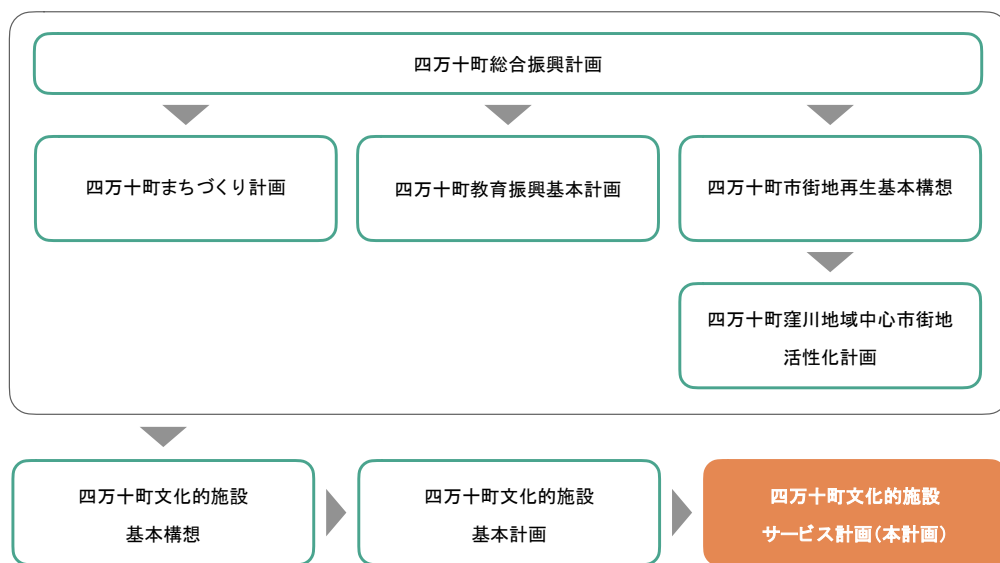 四万十町総合振興計画
四万十町まちづくり計画
四万十町教育振興基本計画
四万十町市街地再生基本構想
四万十町窪川地域中心市街地
活性化計画
四万十町文化的施設
基本構想
四万十町文化的施設
基本計画
四万十町文化的施設
サービス計画（本計画）